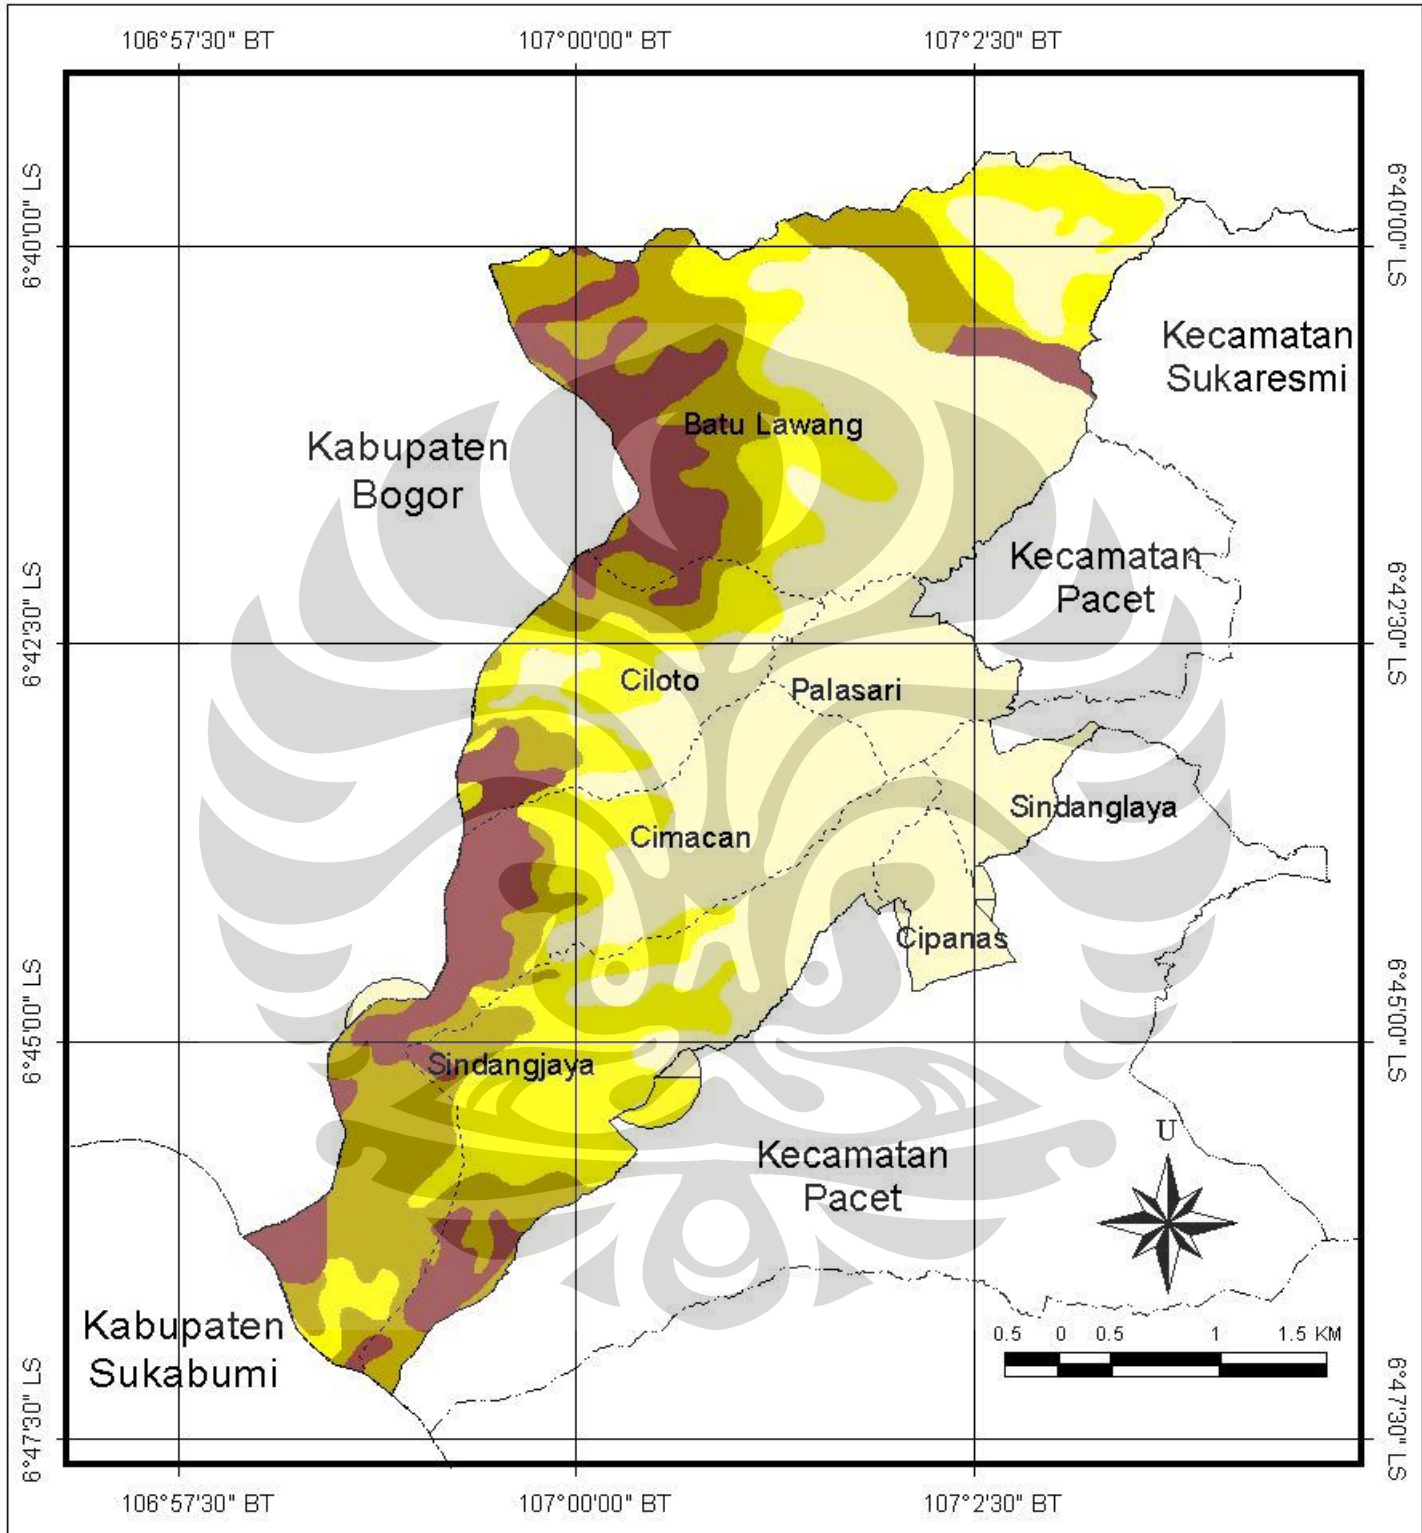 106°57'30" BT 107°00'00" BT 107°2'30" BT
6°40'00" LS 6°40'00" LS
Kecamatan
Sukaresmi
Batu Lawang
Kabupaten
Bogor
Kecamatan
Pacet
6°42'30" LS 6°42'30" LS
Ciloto
Palasari
Sindanglaya
Cimacan
Cipanas
6°45'00" LS 6°45'00" LS
Sindangjaya
U
Kecamatan
Pacet
Kabupaten
Sukabumi
0.5 0 0.5 1 1.5 KM
6°47'30" LS 6°47'30" LS
106°57'30" BT 107°00'00" BT 107°2'30" BT